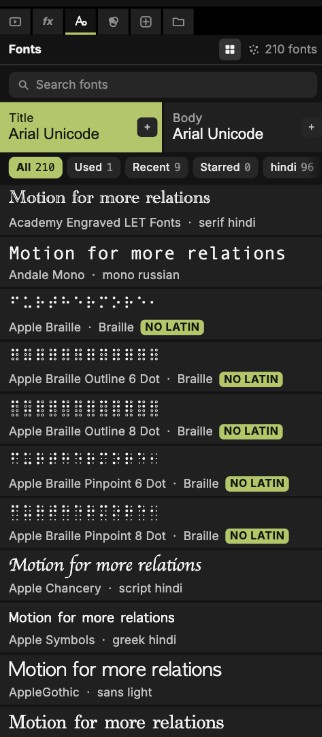 fx
Fonts
210 fonts
Search fonts
Title
Arial Unicode
+
Body
Arial Unicode
+
All 210
Used 1
Recent 9
Starred 0
hindi 96
Motion for more relations
Academy Engraved LET Fonts · serif hindi
Motion for more relations
Andale Mono · mono russian
Apple Braille · Braille NO LATIN
Apple Braille Outline 6 Dot · Braille NO LATIN
Apple Braille Outline 8 Dot · Braille NO LATIN
Apple Braille Pinpoint 6 Dot · Braille NO LATIN
Apple Braille Pinpoint 8 Dot · Braille NO LATIN
Motion for more relations
Apple Chancery · script hindi
Motion for more relations
Apple Symbols · greek hindi
Motion for more relations
AppleGothic · sans light
Motion for more relations